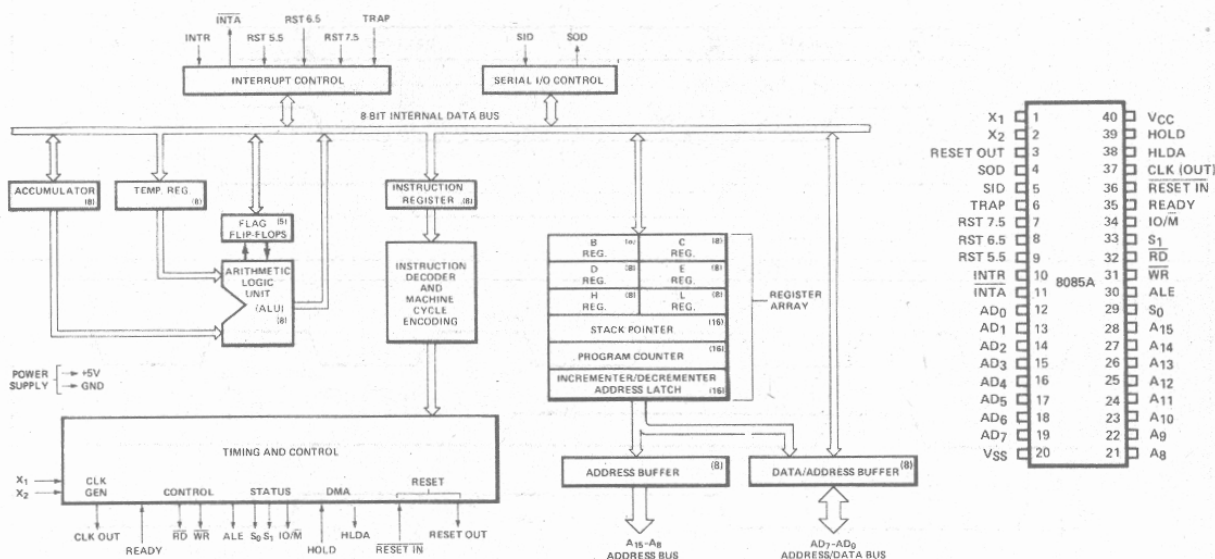 INTR
INTA
RST 5.5
RST 6.5
RST 7.5
TRAP
INTERRUPT CONTROL
SID
SOD
SERIAL I/O CONTROL
8 BIT INTERNAL DATA BUS
ACCUMULATOR
(8)
TEMP. REG.
(8)
FLAG (5)
FLIP-FLOPS
ARITHMETIC
LOGIC
UNIT
(ALU)
(8)
INSTRUCTION
REGISTER
(8)
INSTRUCTION
DECODER
AND
MACHINE
CYCLE
ENCODING
B (8)
REG.
C (8)
REG.
D (8)
REG.
E (8)
REG.
H (8)
REG.
L (8)
REG.
STACK POINTER (16)
PROGRAM COUNTER (16)
INCREMENTER/DECREMENTER
ADDRESS LATCH (16)
REGISTER
ARRAY
POWER
SUPPLY
+5V
GND
TIMING AND CONTROL
X1
X2
CLK
GEN
CONTROL
STATUS
DMA
RESET
CLK OUT
READY
RD
WR
ALE
S0
S1
IO/M
HOLD
HLDA
RESET IN
RESET OUT
ADDRESS BUFFER (8)
DATA/ADDRESS BUFFER (8)
A15-A8
ADDRESS BUS
AD7-AD0
ADDRESS/DATA BUS
X1 1 40 VCC
X2 2 39 HOLD
RESET OUT 3 38 HLDA
SOD 4 37 CLK (OUT)
SID 5 36 RESET IN
TRAP 6 35 READY
RST 7.5 7 34 IO/M
RST 6.5 8 33 S1
RST 5.5 9 32 RD
INTR 10 31 WR
8085A
INTA 11 30 ALE
AD0 12 29 S0
AD1 13 28 A15
AD2 14 27 A14
AD3 15 26 A13
AD4 16 25 A12
AD5 17 24 A11
AD6 18 23 A10
AD7 19 22 A9
VSS 20 21 A8